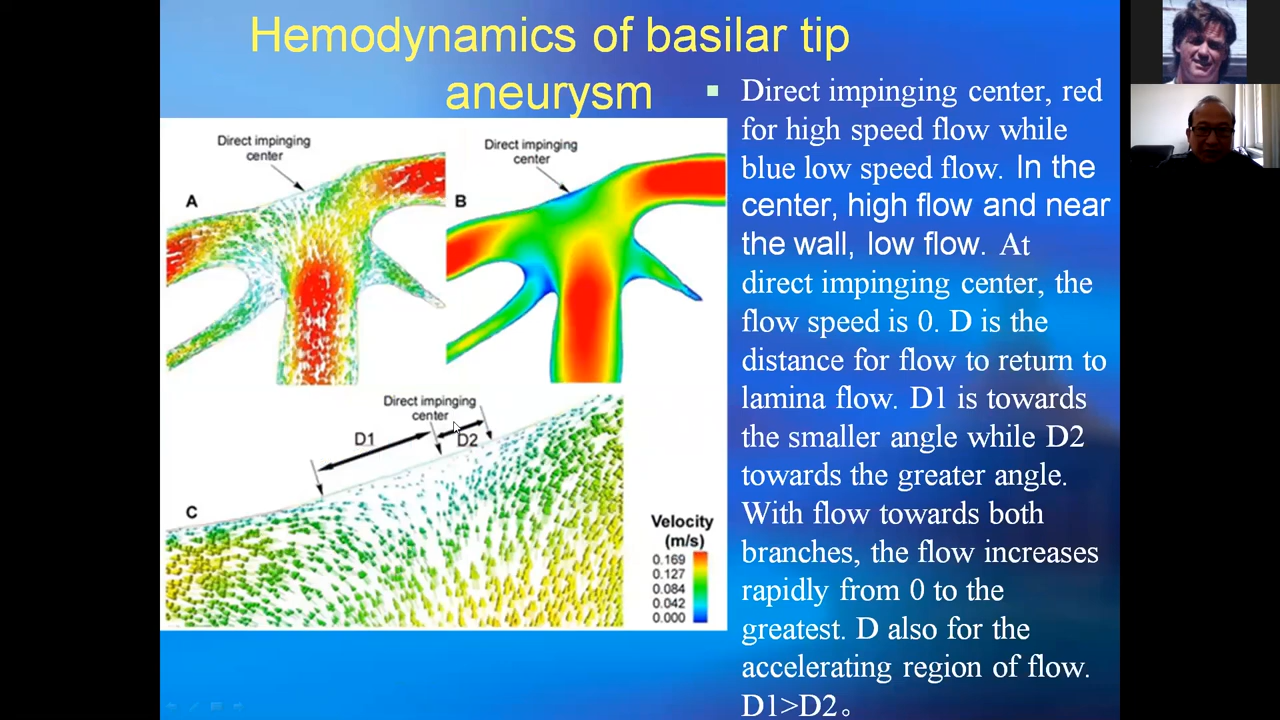 Hemodynamics of basilar tip
aneurysm
Direct impinging center, red
for high speed flow while
blue low speed flow. In the
center, high flow and near
the wall, low flow. At
direct impinging center, the
flow speed is 0. D is the
distance for flow to return to
lamina flow. D1 is towards
the smaller angle while D2
towards the greater angle.
With flow towards both
branches, the flow increases
rapidly from 0 to the
greatest. D also for the
accelerating region of flow.
D1>D2。
Direct impinging
center
A
Direct impinging
center
B
Direct impinging
center
D1
D2
C
Velocity
(m/s)
0.169
0.127
0.084
0.042
0.000